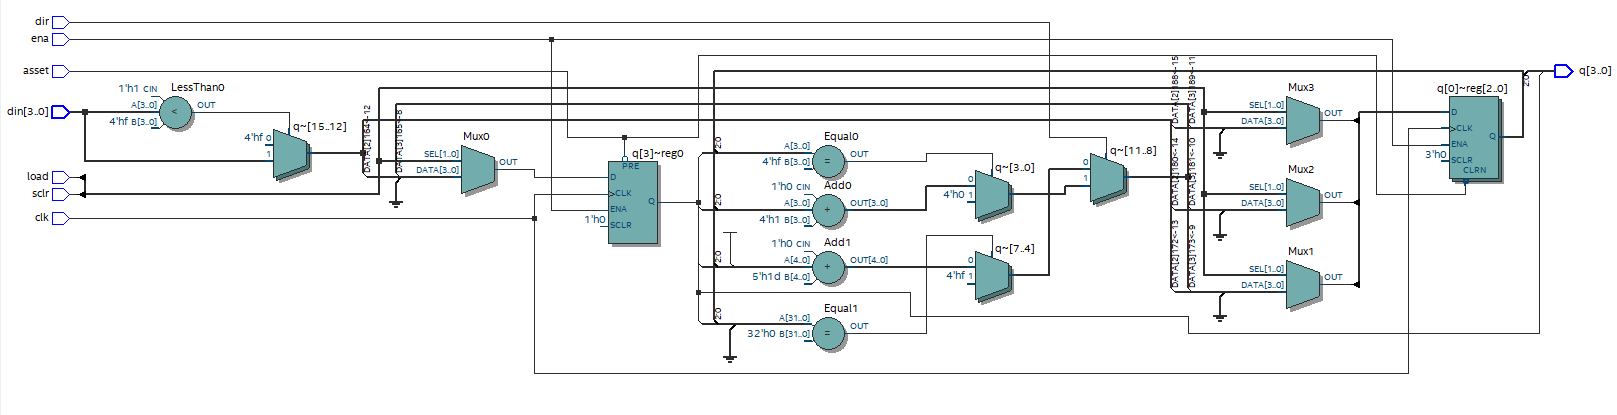 dir
ena
asset
din[3..0]
load
sclr
clk
LessThan0
1'h1 CIN
A[3..0]
4'hf B[3..0]
<
OUT
q~[15..12]
4'hf 0
1
DATA[2]164<-12
DATA[3]165<-8
Mux0
SEL[1..0]
DATA[3..0]
OUT
q[3]~reg0
PRE
D
>CLK
ENA
1'h0
SCLR
Q
2:0
2:0
2:0
2:0
Equal0
A[3..0]
4'hf B[3..0]
=
OUT
Add0
1'h0 CIN
A[3..0]
4'h1 B[3..0]
+
OUT[3..0]
Add1
1'h0 CIN
A[4..0]
5'h1d B[4..0]
+
OUT[4..0]
Equal1
A[31..0]
32'h0 B[31..0]
=
OUT
q~[3..0]
0
4'h0 1
q~[7..4]
0
4'hf 1
q~[11..8]
0
1
DATA[2]188<-15
DATA[3]189<-11
DATA[2]180<-14
DATA[3]181<-10
DATA[2]172<-13
DATA[3]173<-9
Mux3
SEL[1..0]
DATA[3..0]
OUT
Mux2
SEL[1..0]
DATA[3..0]
OUT
Mux1
SEL[1..0]
DATA[3..0]
OUT
q[0]~reg[2..0]
D
>CLK
ENA
3'h0
SCLR
CLRN
Q
2:0
q[3..0]